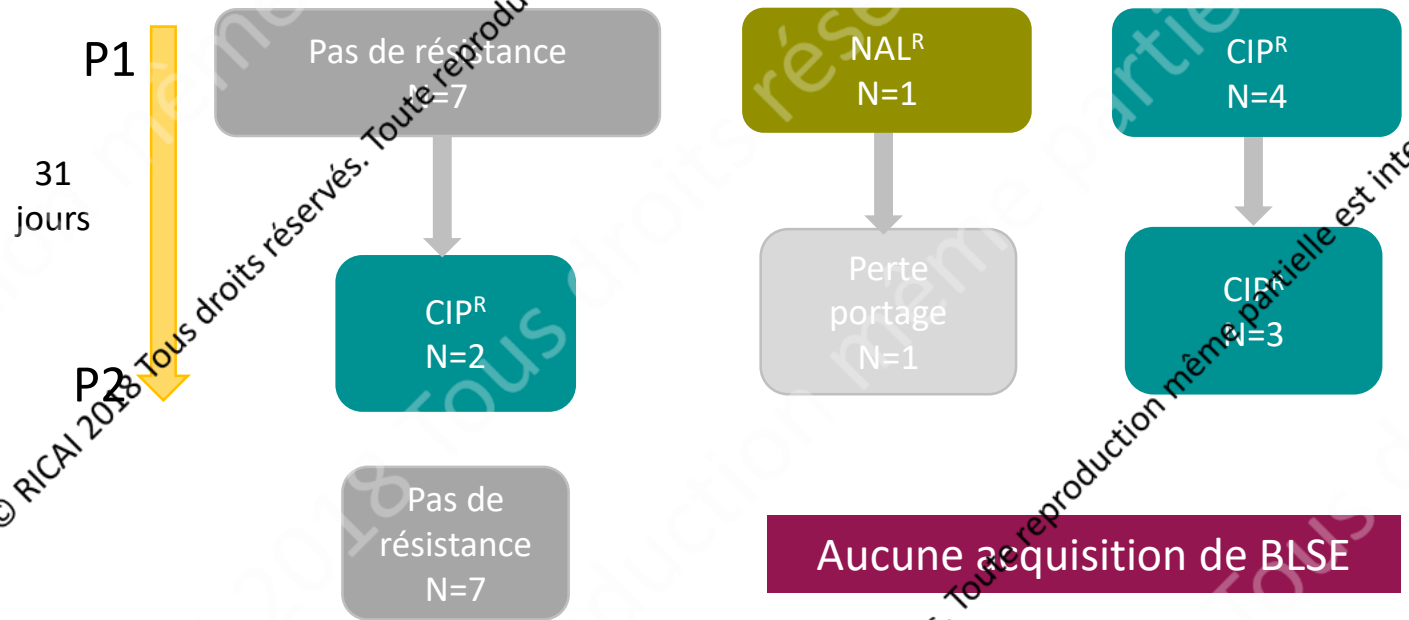 P1
31
jours
P2
Pas de résistance
N=7
NALᴿ
N=1
CIPᴿ
N=4
CIPᴿ
N=2
Perte
portage
N=1
CIPᴿ
N=3
Pas de
résistance
N=7
Aucune acquisition de BLSE
© RICAI 2018 Tous droits réservés. Toute reprodu
Toute reproduction même partielle est inte